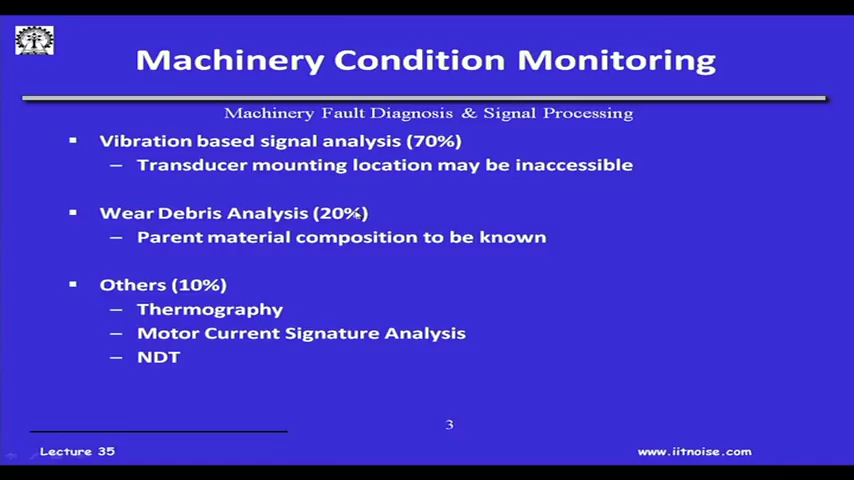 Machinery Condition Monitoring
Machinery Fault Diagnosis & Signal Processing
▪ Vibration based signal analysis (70%)
– Transducer mounting location may be inaccessible
▪ Wear Debris Analysis (20%)
– Parent material composition to be known
▪ Others (10%)
– Thermography
– Motor Current Signature Analysis
– NDT
3
Lecture 35
www.iitnoise.com